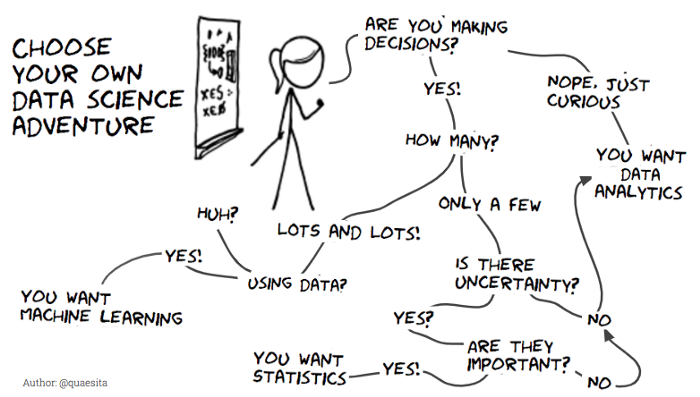 CHOOSE
YOUR OWN
DATA SCIENCE
ADVENTURE
ARE YOU MAKING
DECISIONS?
YES!
NOPE, JUST
CURIOUS
HOW MANY?
YOU WANT
DATA
ANALYTICS
ONLY A FEW
HUH?
LOTS AND LOTS!
YES!
USING DATA?
IS THERE
UNCERTAINTY?
YOU WANT
MACHINE LEARNING
YES?
NO
ARE THEY
IMPORTANT?
YOU WANT
STATISTICS
YES!
NO
Author: @quaesita